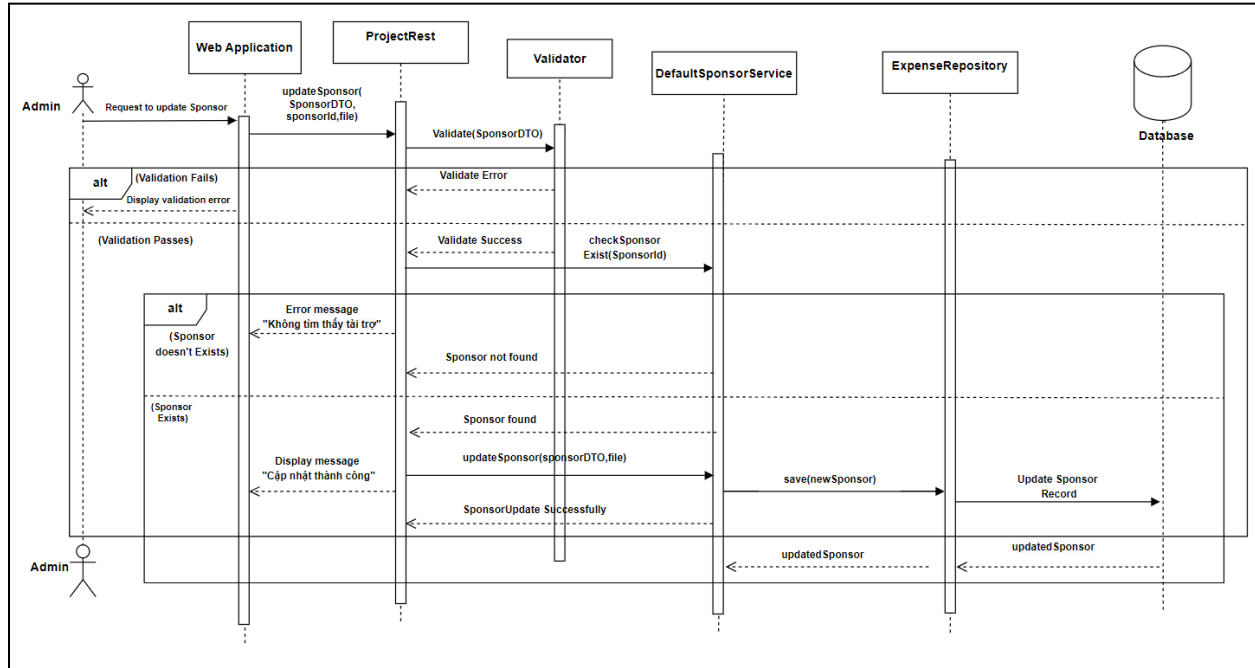 Web Application
ProjectRest
Validator
DefaultSponsorService
ExpenseRepository
Database
Admin
Request to update Sponsor
updateSponsor(
SponsorDTO,
sponsorId,file)
Validate(SponsorDTO)
alt
(Validation Fails)
Validate Error
Display validation error
(Validation Passes)
Validate Success
checkSponsor
Exist(SponsorId)
alt
Error message
"Không tìm thấy tài trợ"
(Sponsor
doesn't Exists)
Sponsor not found
(Sponsor
Exists)
Sponsor found
Display message
"Cập nhật thành công"
updateSponsor(sponsorDTO,file)
save(newSponsor)
Update Sponsor
Record
SponsorUpdate Successfully
updatedSponsor
updatedSponsor
Admin